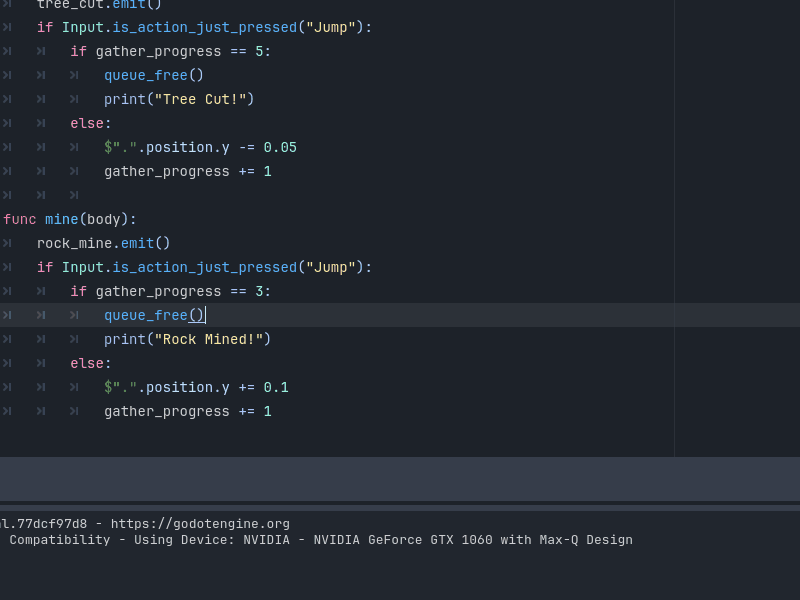 tree_cut.emit()
if Input.is_action_just_pressed("Jump"):
if gather_progress == 5:
queue_free()
print("Tree Cut!")
else:
$".".position.y -= 0.05
gather_progress += 1
func mine(body):
rock_mine.emit()
if Input.is_action_just_pressed("Jump"):
if gather_progress == 3:
queue_free()
print("Rock Mined!")
else:
$".".position.y += 0.1
gather_progress += 1
al.77dcf97d8 - https://godotengine.org
Compatibility - Using Device: NVIDIA - NVIDIA GeForce GTX 1060 with Max-Q Design